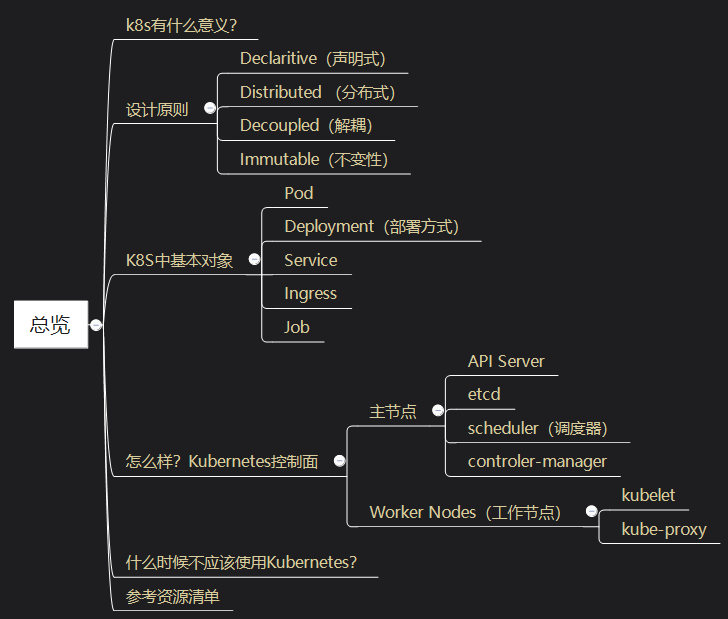 k8s有什么意义？
设计原则
Declaritive（声明式）
Distributed （分布式）
Decoupled（解耦）
Immutable（不变性）
K8S中基本对象
Pod
Deployment（部署方式）
Service
Ingress
Job
总览
怎么样？Kubernetes控制面
主节点
API Server
etcd
scheduler（调度器）
controler-manager
Worker Nodes（工作节点）
kubelet
kube-proxy
什么时候不应该使用Kubernetes?
参考资源清单